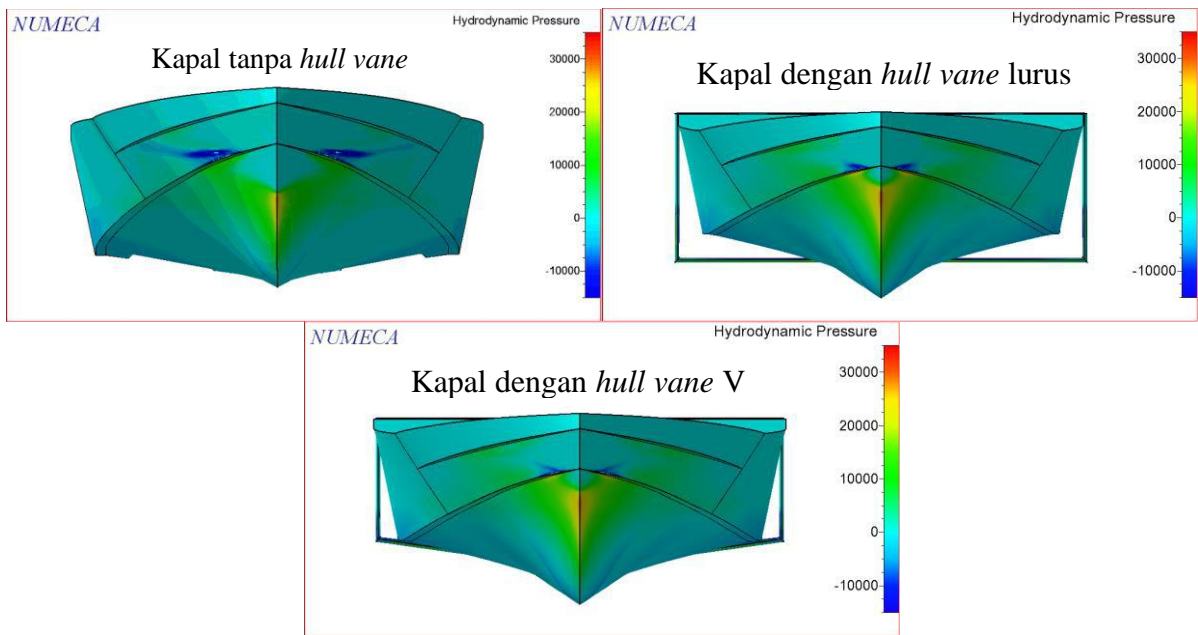 NUMECA
Hydrodynamic Pressure
Kapal tanpa hull vane
30000
20000
10000
0
-10000
NUMECA
Hydrodynamic Pressure
Kapal dengan hull vane lurus
30000
20000
10000
0
-10000
NUMECA
Hydrodynamic Pressure
Kapal dengan hull vane V
30000
20000
10000
0
-10000